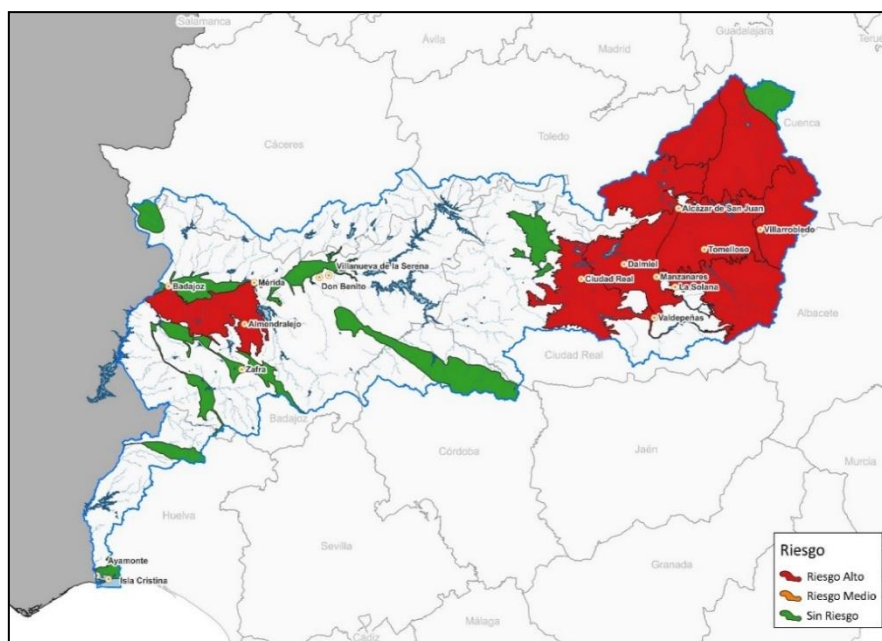 Salamanca
Ávila
Guadalajara
Madrid
Teruel
Cuenca
Toledo
Cáceres
Alcázar de San Juan
Villarrobledo
Tomelloso
Daimiel
Villanueva de la Serena
Manzanares
Ciudad Real
Mérida
Badajoz
Don Benito
La Solana
Albacete
Valdepeñas
Almendralejo
Ciudad Real
Zafra
Badajoz
Córdoba
Jaén
Murcia
Huelva
Sevilla
Granada
Riesgo
Ayamonte
Riesgo Alto
Isla Cristina
Riesgo Medio
Málaga
Sin Riesgo
Cádiz